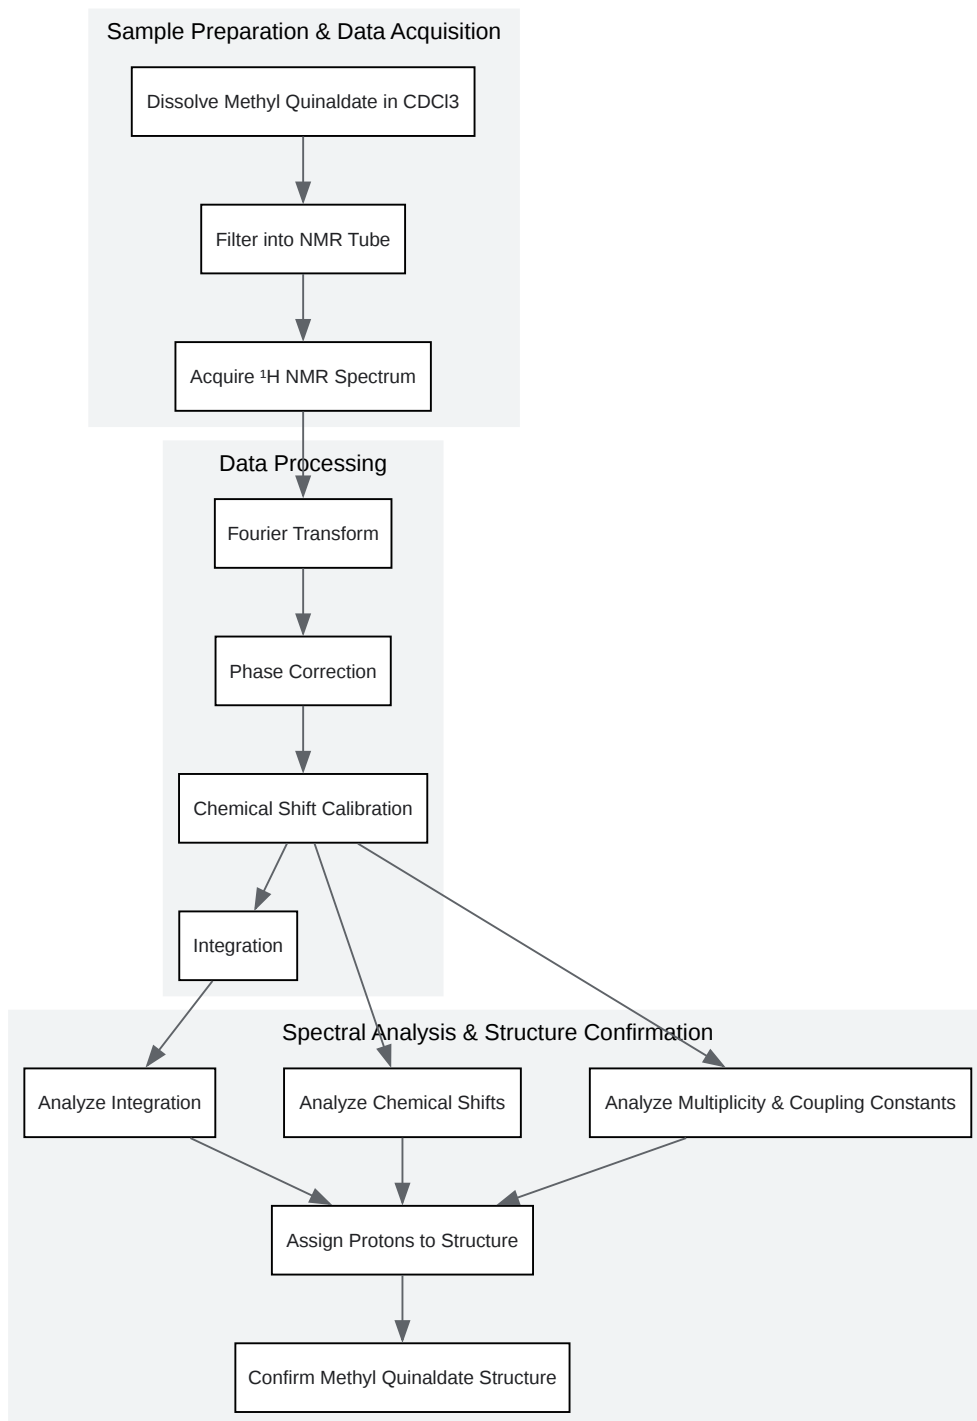 Sample Preparation & Data Acquisition
Dissolve Methyl Quinaldate in CDCl3
Filter into NMR Tube
Acquire ¹H NMR Spectrum
Data Processing
Fourier Transform
Phase Correction
Chemical Shift Calibration
Integration
Spectral Analysis & Structure Confirmation
Analyze Integration
Analyze Chemical Shifts
Analyze Multiplicity & Coupling Constants
Assign Protons to Structure
Confirm Methyl Quinaldate Structure